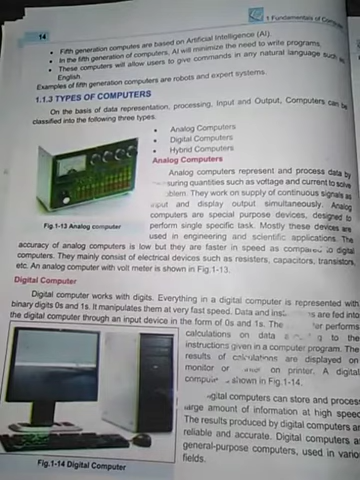 14
1 Fundamentals of
• Fifth generation computes are based on Artificial Intelligence (AI).
• In the fifth generation of computers, AI will minimize the need to write programs.
• These computers will allow users to give commands in any natural language such as
English.
Examples of fifth generation computers are robots and expert systems.
1.1.3 TYPES OF COMPUTERS
On the basis of data representation, processing, Input and Output, Computers can be
classified into the following three types.
• Analog Computers
• Digital Computers
• Hybrid Computers
Analog Computers
Analog computers represent and process data by
suring quantities such as voltage and current to solve
They work on supply of continuous signals as
and display output simultaneously. Analog
computers are special purpose devices, designed to
perform single specific task. Mostly these devices are
used in engineering and scientific applications. The
Fig.1-13 Analog computer
accuracy of analog computers is low but they are faster in speed as compared to digital
computers. They mainly consist of electrical devices such as resistors, capacitors, transistors,
etc. An analog computer with volt meter is shown in Fig.1-13.
Digital Computer
Digital computer works with digits. Everything in a digital computer is represented with
binary digits 0s and 1s. It manipulates them at very fast speed. Data and are fed into
the digital computer through an input device in the form of 0s and 1s. The performs
calculations on data to the
instructions given in a computer program. The
results of calculations are displayed on
monitor or on printer. A digital
shown in Fig.1-14.
computers can store and process
large amount of information at high speed.
The results produced by digital computers are
reliable and accurate. Digital computers
general-purpose computers, used in
fields.
Fig.1-14 Digital Computer